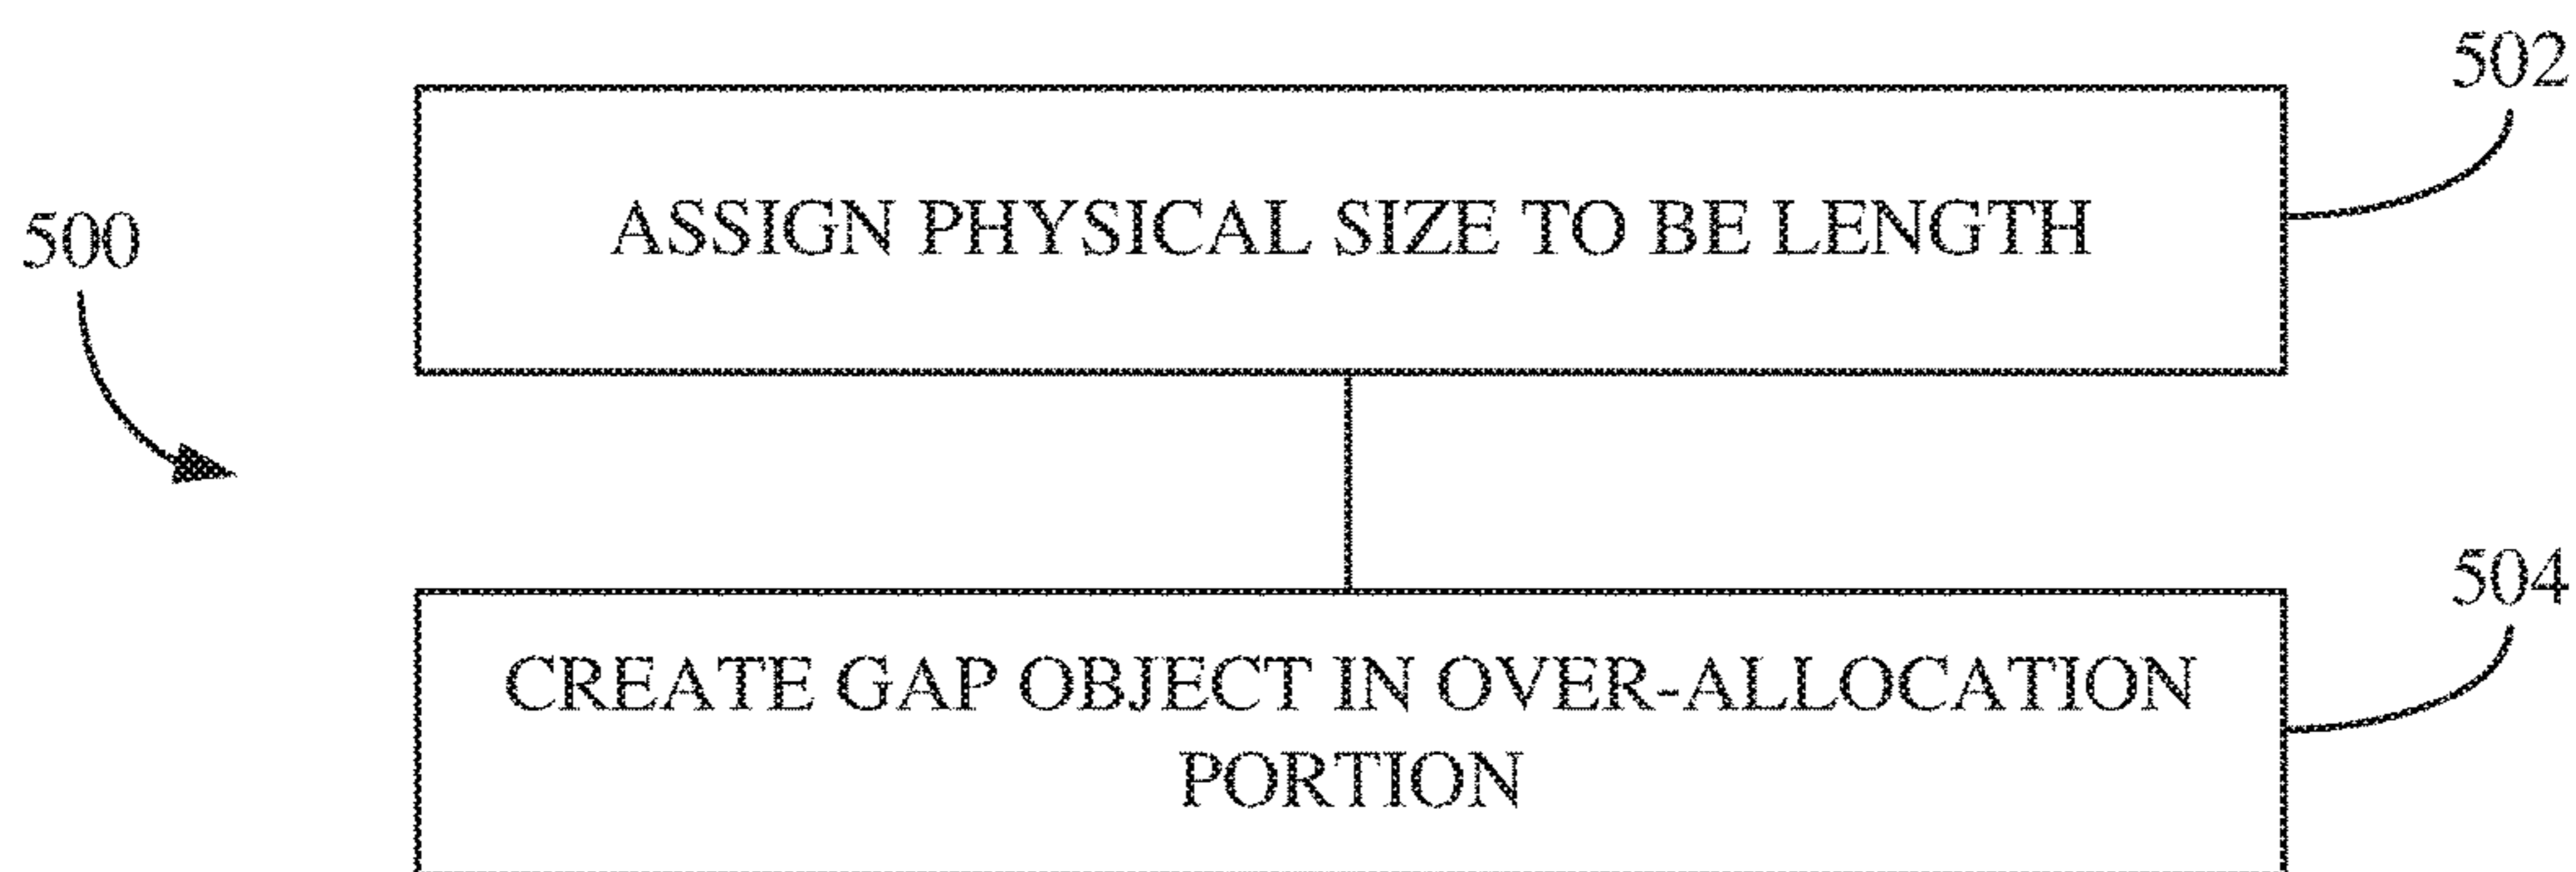 502
ASSIGN PHYSICAL SIZE TO BE LENGTH
500
504
CREATE GAP OBJECT IN OVER-ALLOCATION
PORTION